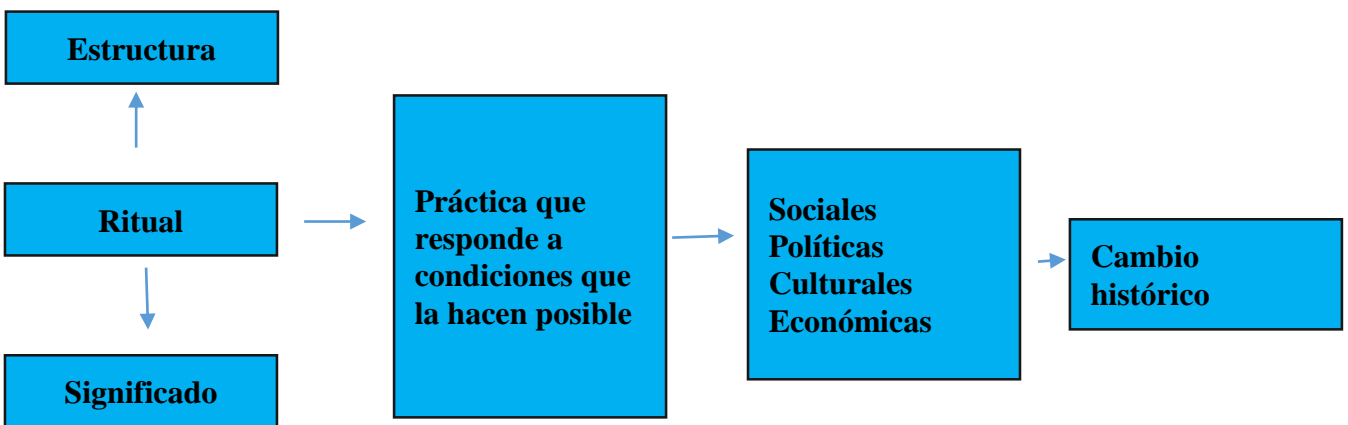 Estructura
Ritual
Significado
Práctica que
responde a
condiciones que
la hacen posible
Sociales
Políticas
Culturales
Económicas
Cambio
histórico